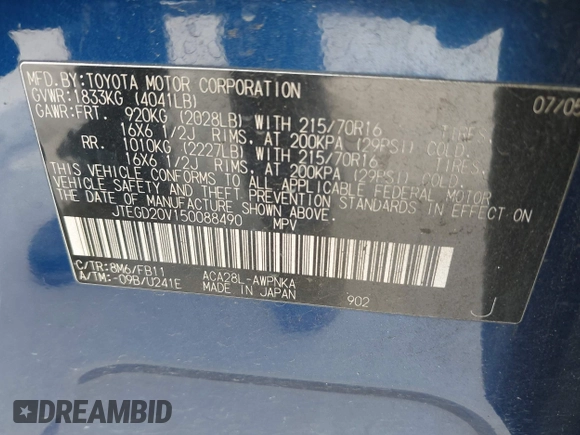 MFD.BY:TOYOTA MOTOR CORPORATION 07/05
GVWR:1833KG (4041LB)
GAWR:FRT. 920KG (2028LB) WITH 215/70R16 TIRES,
16X6 1/2J RIMS, AT 200KPA (29PSI) COLD.
RR. 1010KG (2227LB) WITH 215/70R16 TIRES,
16X6 1/2J RIMS, AT 200KPA (29PSI) COLD.
THIS VEHICLE CONFORMS TO ALL APPLICABLE FEDERAL MOTOR
VEHICLE SAFETY AND THEFT PREVENTION STANDARDS IN EFFECT ON
THE DATE OF MANUFACTURE SHOWN ABOVE.
JTEGD20V150088490 MPV
C/TR: 8M6/FB11 ACA28L-AWPNKA
A/TM:-09B/U241E MADE IN JAPAN 902 J
DREAMBID